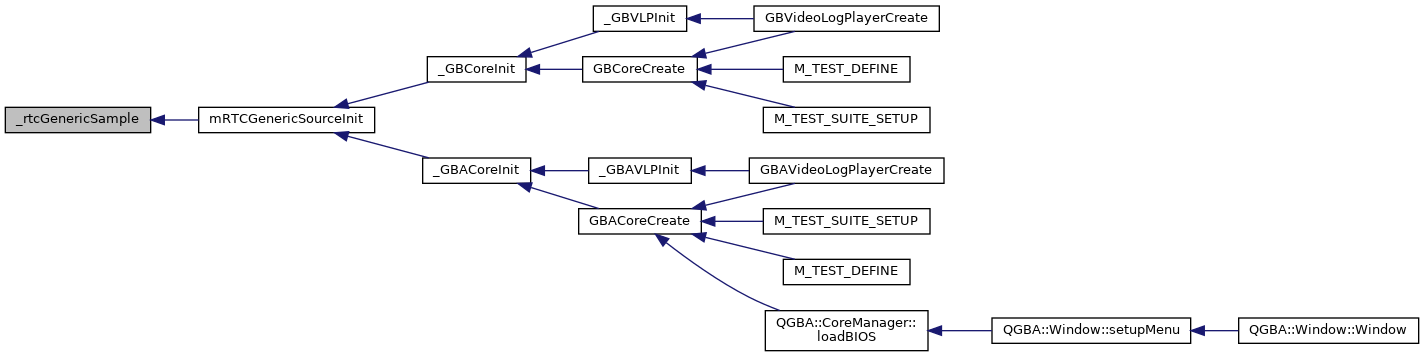 _GBVLPInit
GBVideoLogPlayerCreate
_GBCoreInit
GBCoreCreate
M_TEST_DEFINE
_rtcGenericSample
mRTCGenericSourceInit
M_TEST_SUITE_SETUP
_GBACoreInit
_GBAVLPInit
GBAVideoLogPlayerCreate
GBACoreCreate
M_TEST_SUITE_SETUP
M_TEST_DEFINE
QGBA::CoreManager::
loadBIOS
QGBA::Window::setupMenu
QGBA::Window::Window